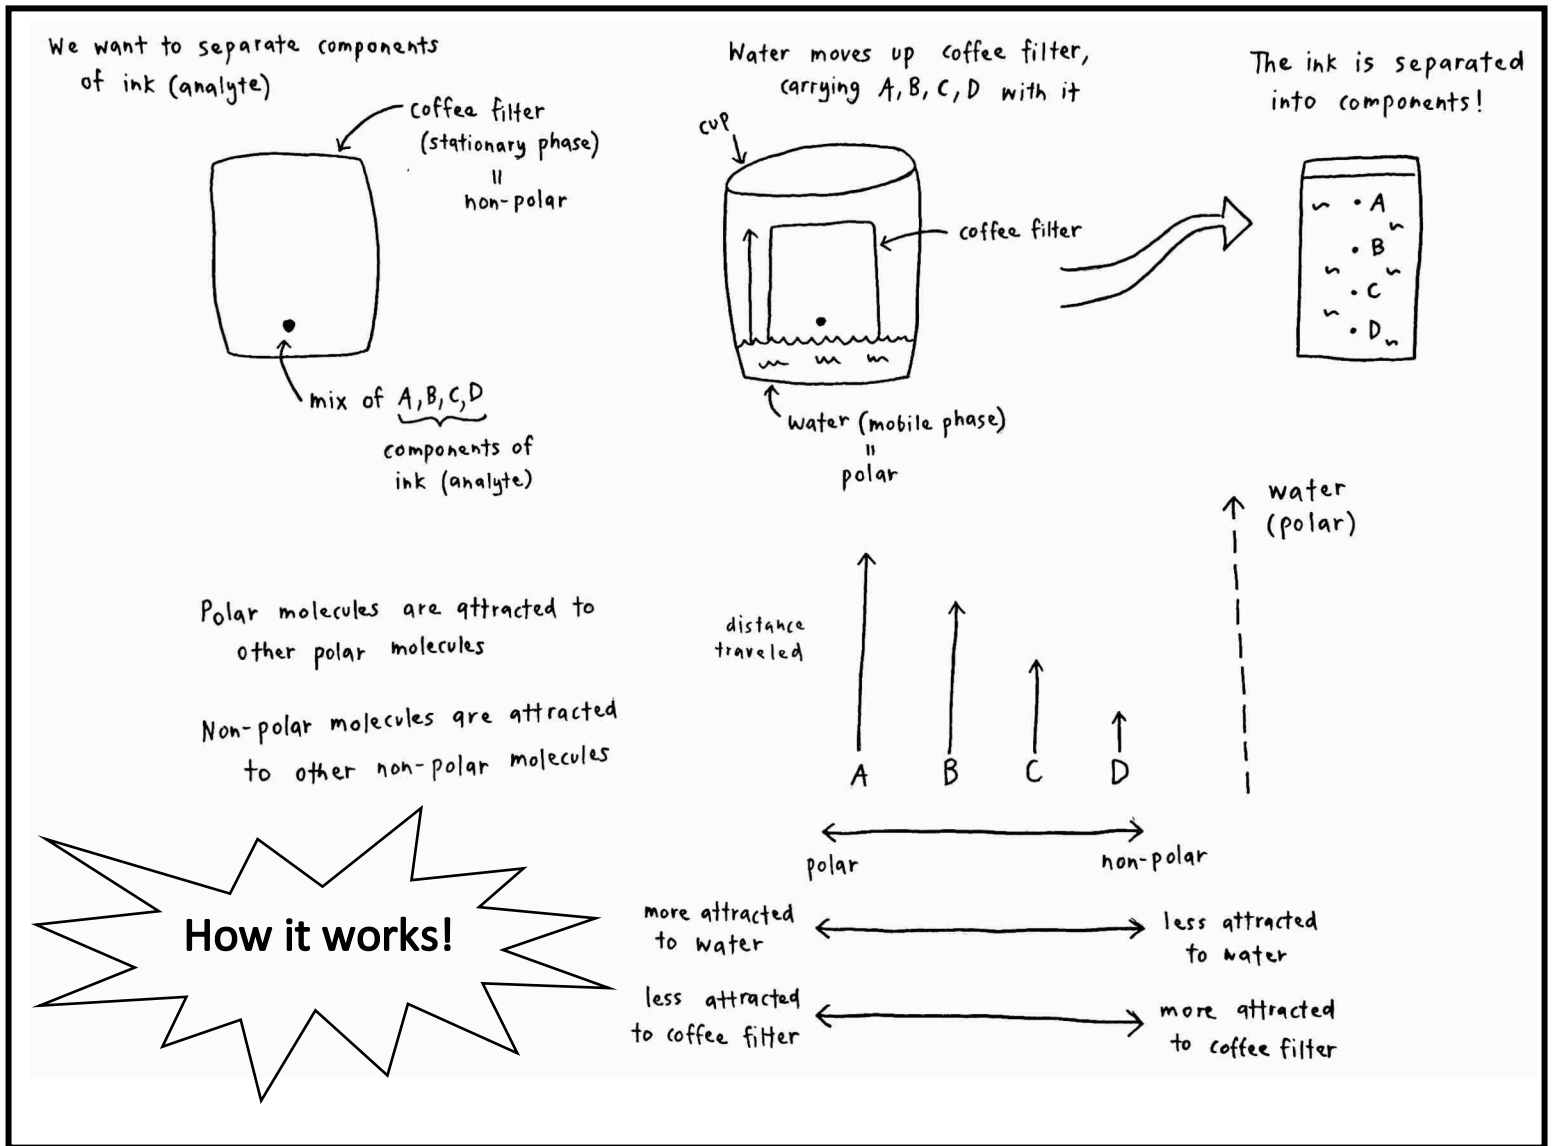 We want to separate components
of ink (analyte)
coffee filter
(stationary phase)
=
non-polar
mix of A, B, C, D
components of
ink (analyte)
Water moves up coffee filter,
carrying A, B, C, D with it
cup
coffee filter
water (mobile phase)
=
polar
The ink is separated
into components!
A
B
C
D
Polar molecules are attracted to
other polar molecules
Non-polar molecules are attracted
to other non-polar molecules
How it works!
distance
traveled
A B C D
water
(polar)
polar non-polar
more attracted
to water
less attracted
to water
less attracted
to coffee filter
more attracted
to coffee filter